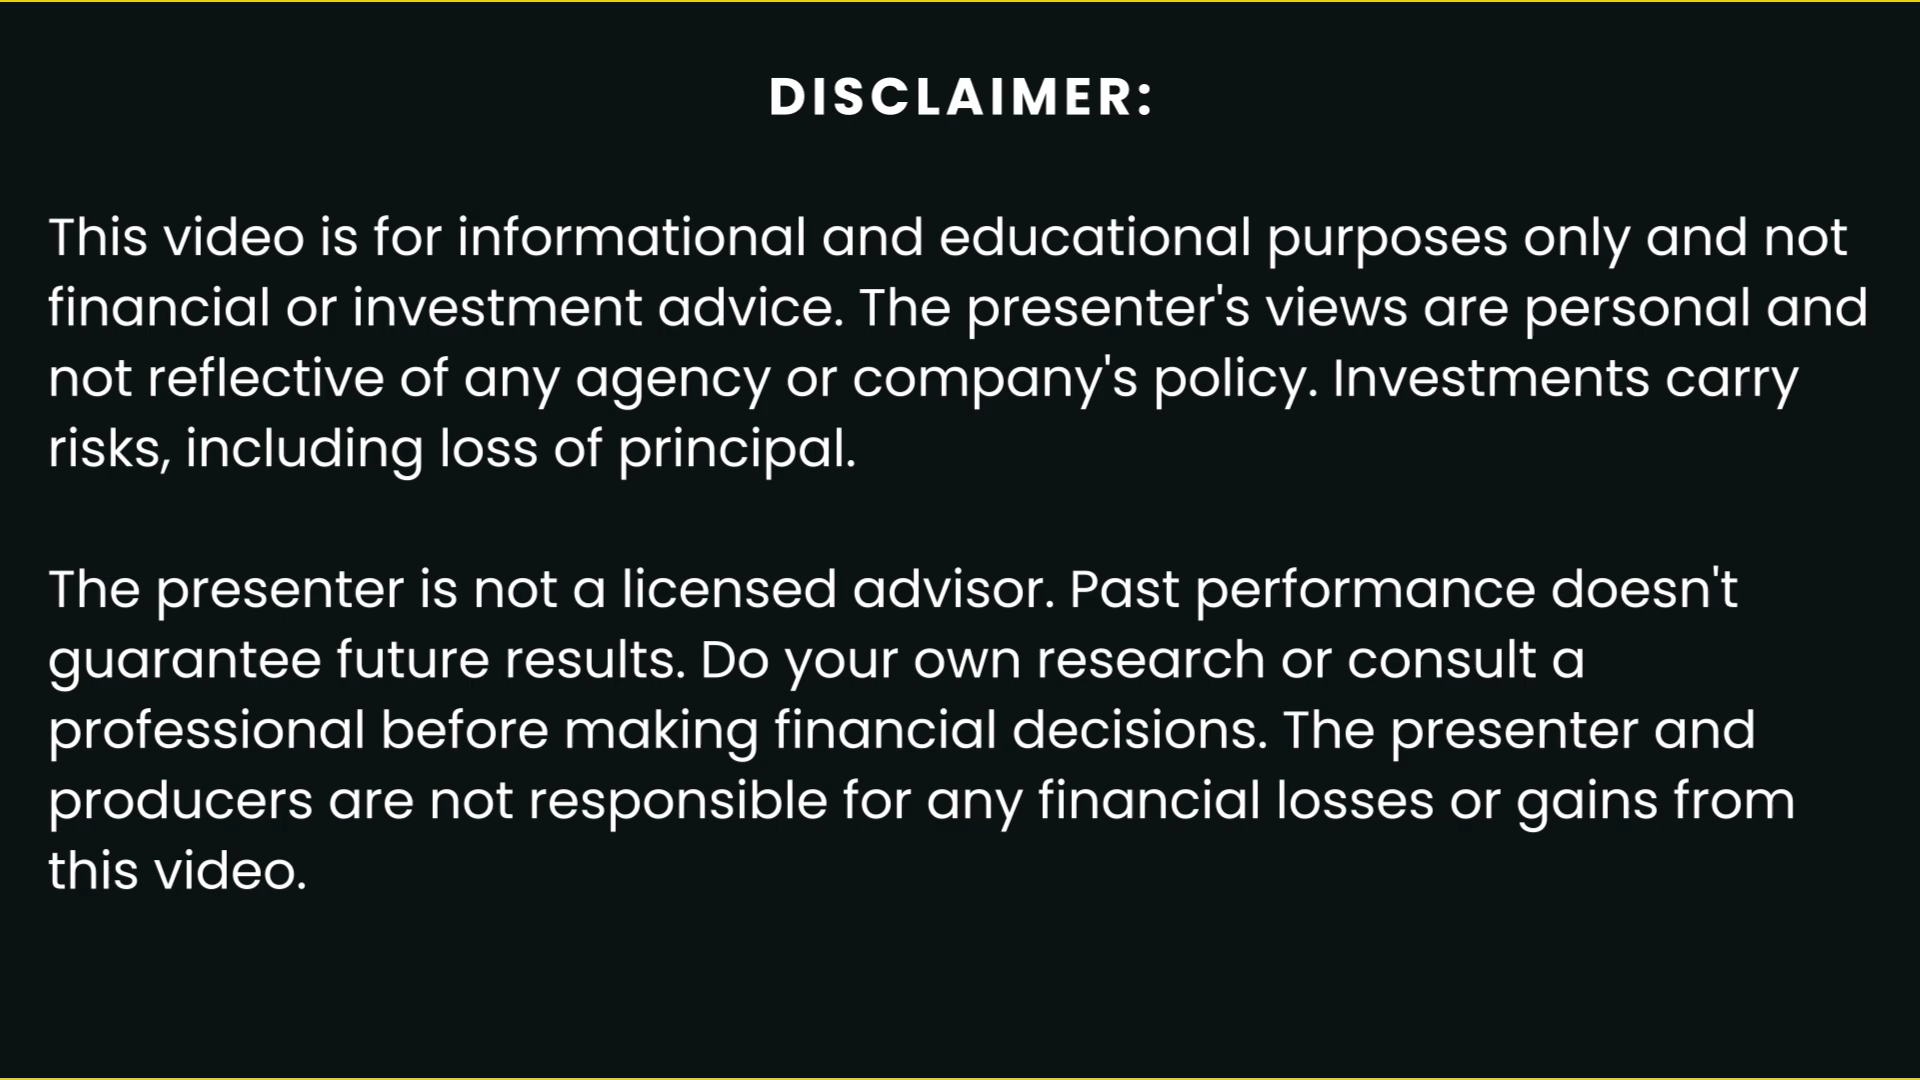 DISCLAIMER:
This video is for informational and educational purposes only and not
financial or investment advice. The presenter's views are personal and
not reflective of any agency or company's policy. Investments carry
risks, including loss of principal.
The presenter is not a licensed advisor. Past performance doesn't
guarantee future results. Do your own research or consult a
professional before making financial decisions. The presenter and
producers are not responsible for any financial losses or gains from
this video.